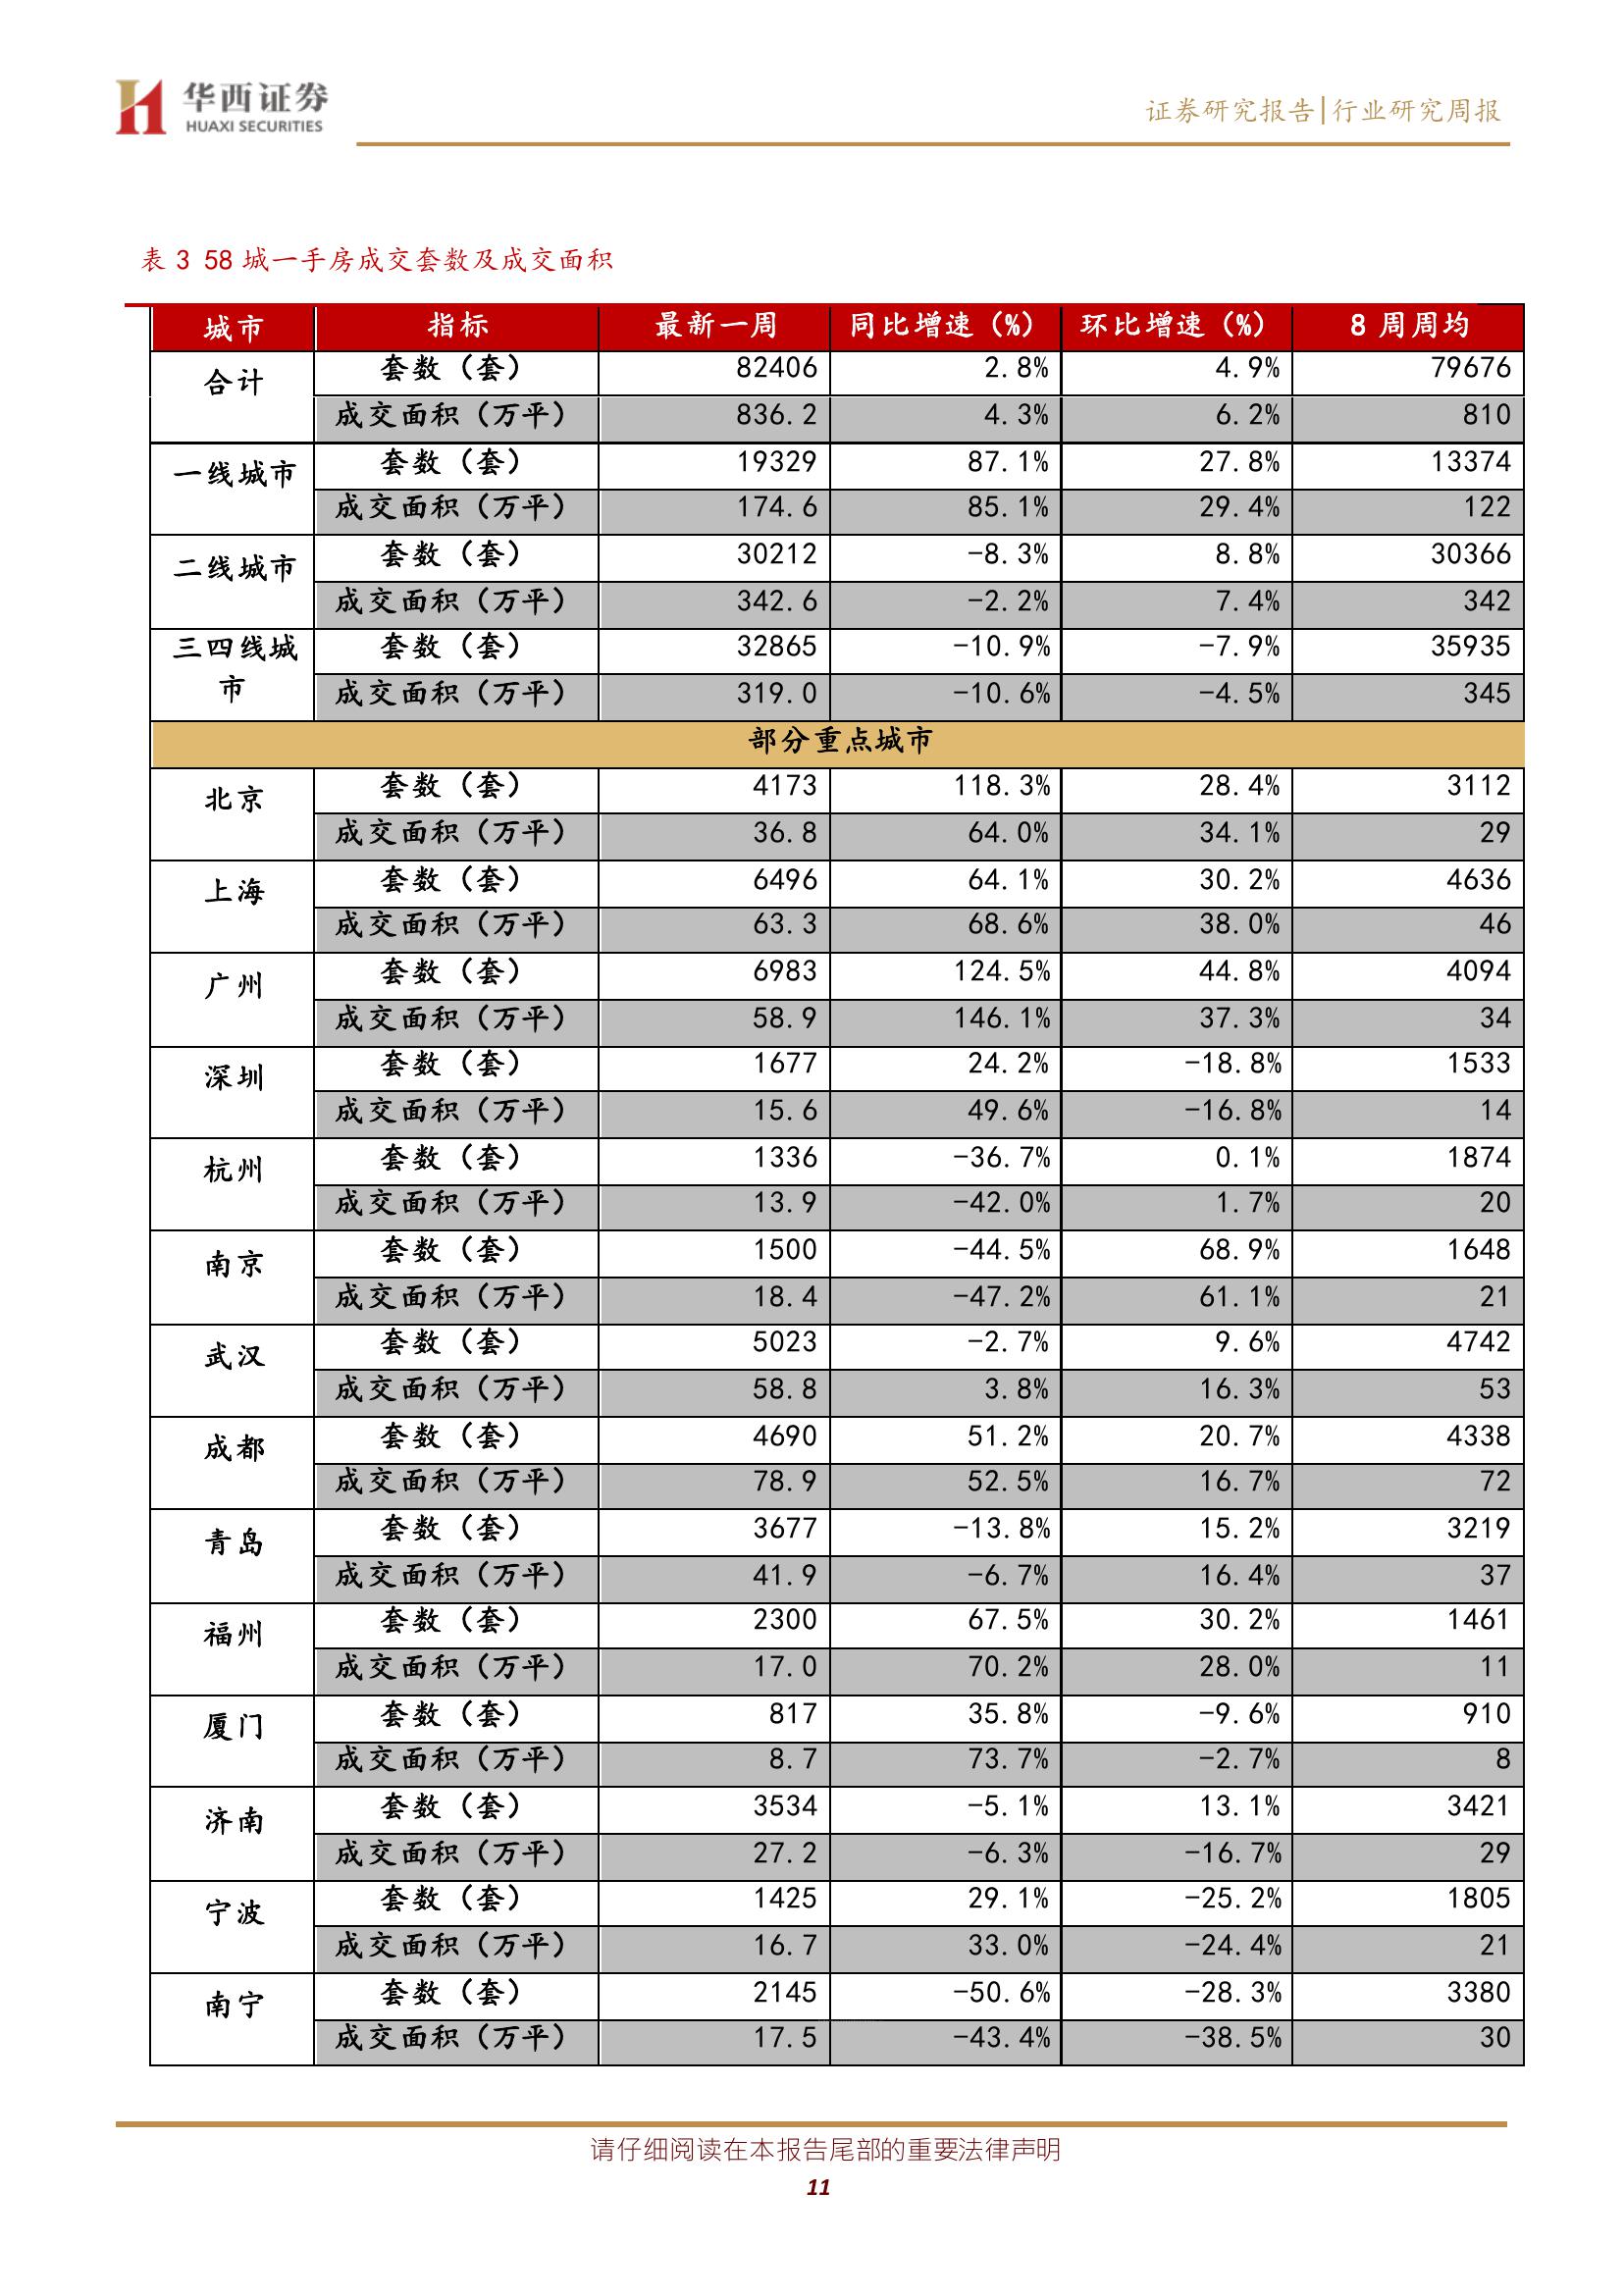 华西证券
HUAXI SECURITIES
证券研究报告|行业研究周报
表 3 58 城一手房成交套数及成交面积
城市 指标 最新一周 同比增速（%） 环比增速（%） 8 周周均
合计 套数（套） 82406 2.8% 4.9% 79676
成交面积（万平） 836.2 4.3% 6.2% 810
一线城市 套数（套） 19329 87.1% 27.8% 13374
成交面积（万平） 174.6 85.1% 29.4% 122
二线城市 套数（套） 30212 -8.3% 8.8% 30366
成交面积（万平） 342.6 -2.2% 7.4% 342
三四线城市 套数（套） 32865 -10.9% -7.9% 35935
成交面积（万平） 319.0 -10.6% -4.5% 345
部分重点城市
北京 套数（套） 4173 118.3% 28.4% 3112
成交面积（万平） 36.8 64.0% 34.1% 29
上海 套数（套） 6496 64.1% 30.2% 4636
成交面积（万平） 63.3 68.6% 38.0% 46
广州 套数（套） 6983 124.5% 44.8% 4094
成交面积（万平） 58.9 146.1% 37.3% 34
深圳 套数（套） 1677 24.2% -18.8% 1533
成交面积（万平） 15.6 49.6% -16.8% 14
杭州 套数（套） 1336 -36.7% 0.1% 1874
成交面积（万平） 13.9 -42.0% 1.7% 20
南京 套数（套） 1500 -44.5% 68.9% 1648
成交面积（万平） 18.4 -47.2% 61.1% 21
武汉 套数（套） 5023 -2.7% 9.6% 4742
成交面积（万平） 58.8 3.8% 16.3% 53
成都 套数（套） 4690 51.2% 20.7% 4338
成交面积（万平） 78.9 52.5% 16.7% 72
青岛 套数（套） 3677 -13.8% 15.2% 3219
成交面积（万平） 41.9 -6.7% 16.4% 37
福州 套数（套） 2300 67.5% 30.2% 1461
成交面积（万平） 17.0 70.2% 28.0% 11
厦门 套数（套） 817 35.8% -9.6% 910
成交面积（万平） 8.7 73.7% -2.7% 8
济南 套数（套） 3534 -5.1% 13.1% 3421
成交面积（万平） 27.2 -6.3% -16.7% 29
宁波 套数（套） 1425 29.1% -25.2% 1805
成交面积（万平） 16.7 33.0% -24.4% 21
南宁 套数（套） 2145 -50.6% -28.3% 3380
成交面积（万平） 17.5 -43.4% -38.5% 30
请仔细阅读在本报告尾部的重要法律声明
11